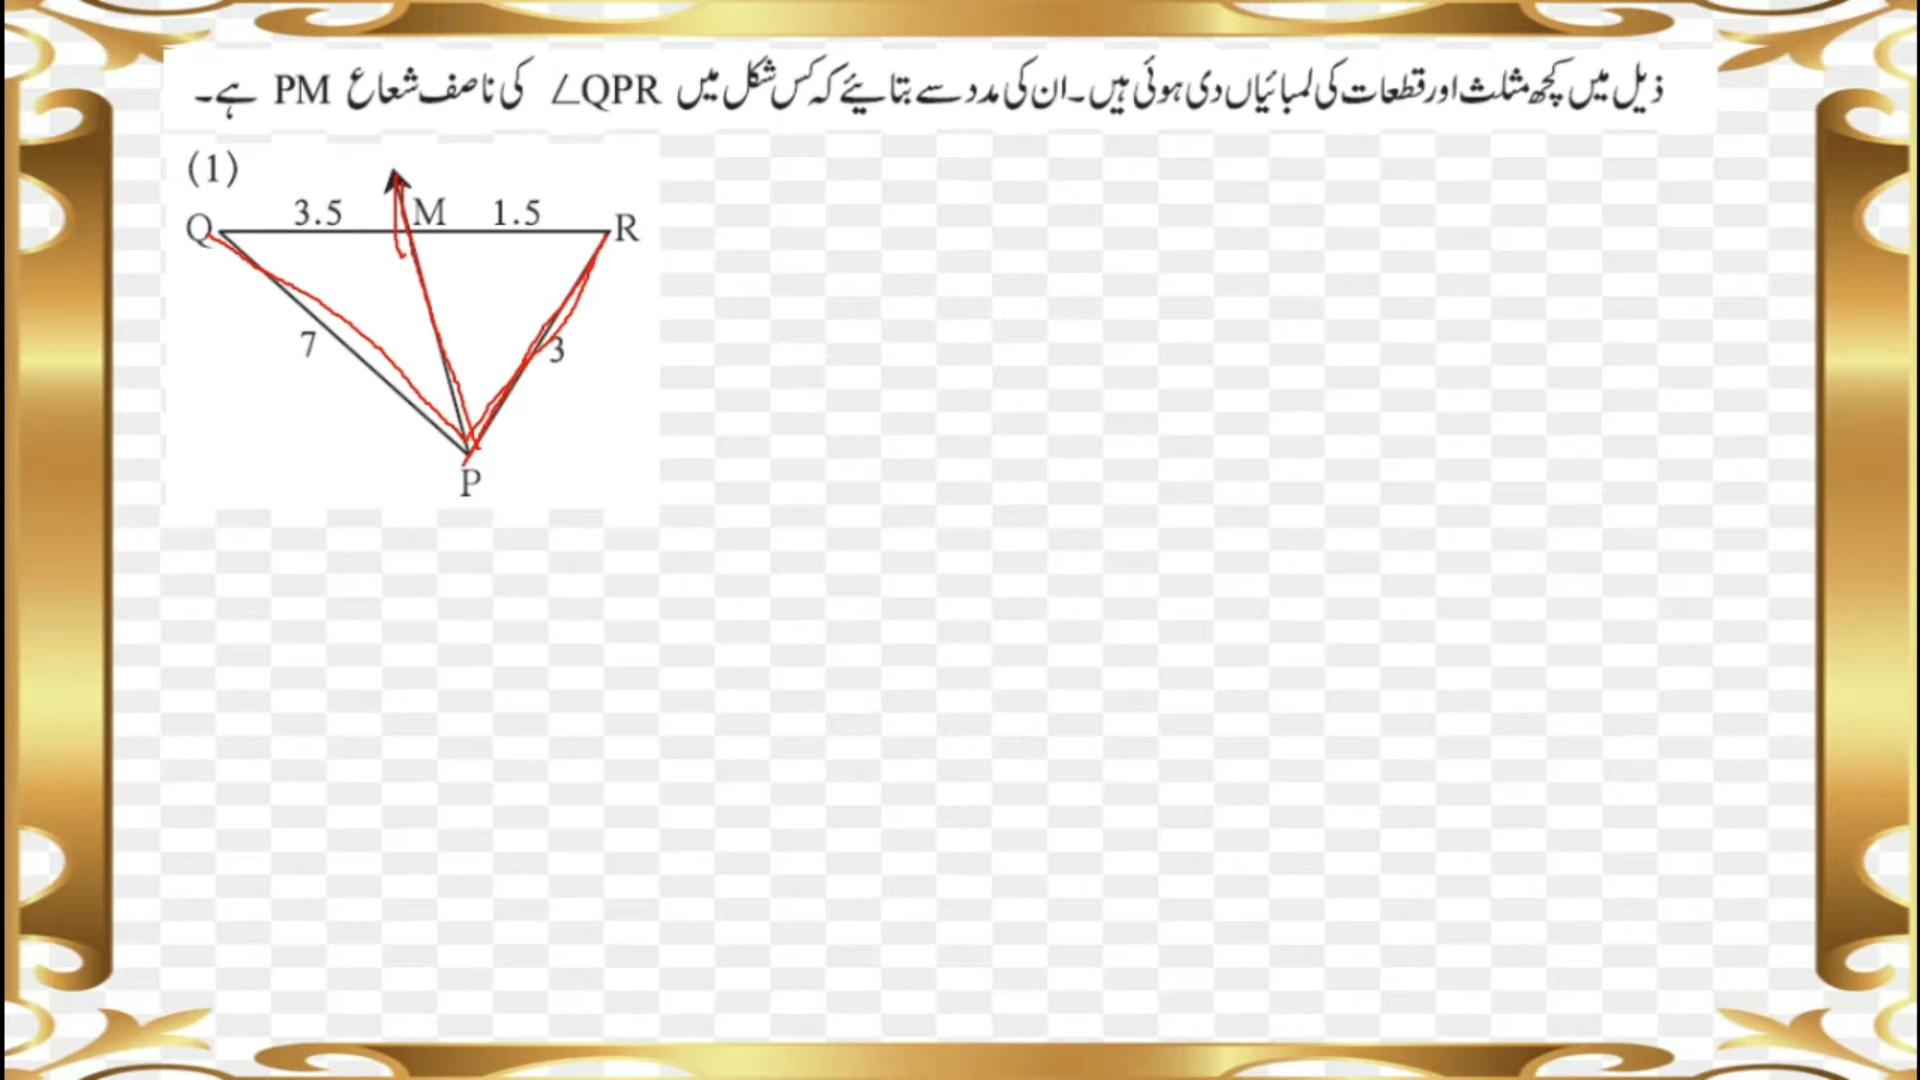 ذیل میں کچھ مثلث اور قطعات کی لمبائیاں دی ہوئی ہیں۔ ان کی مدد سے بتائیے کہ کس شکل میں ∠QPR کی ناصف شعاع PM ہے۔
(1)
3.5 M 1.5
Q R
7 3
P